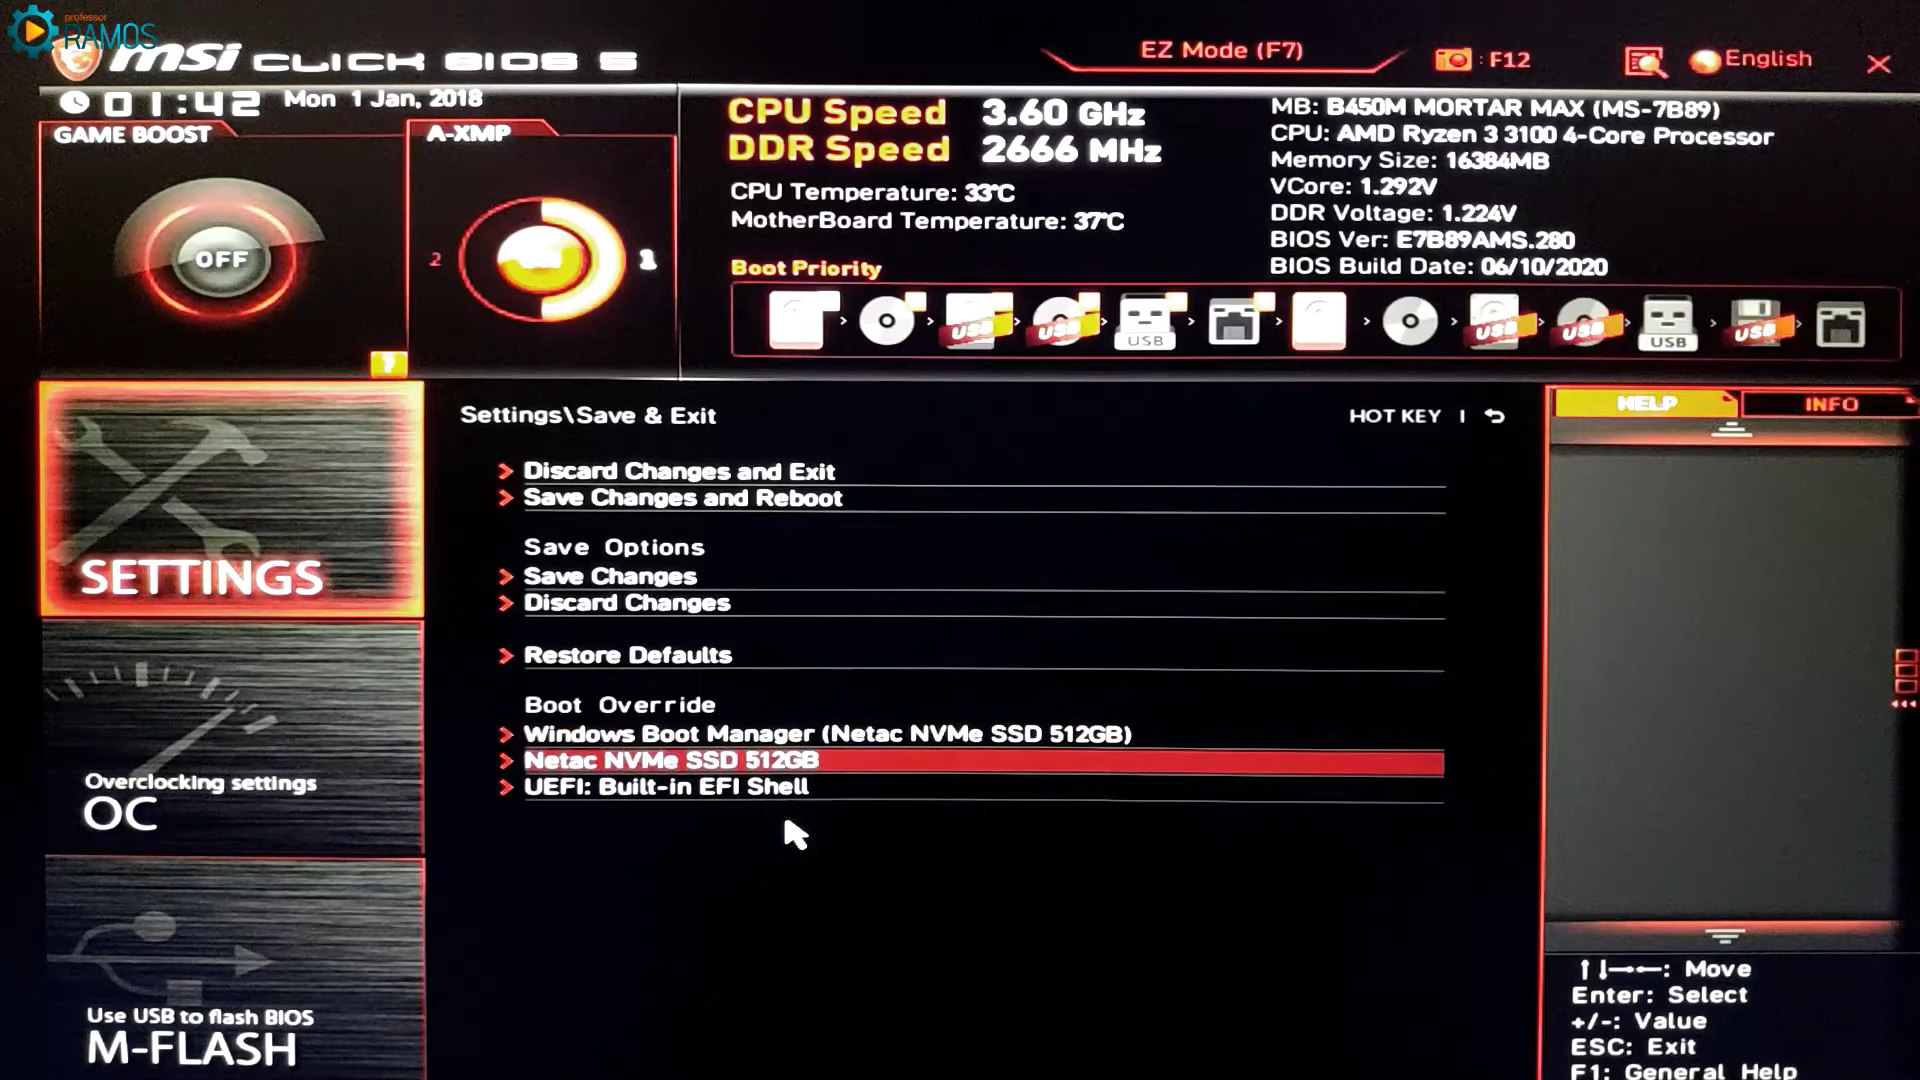 professor
RAMOS
msi CLICK BIOS 5
EZ Mode (F7)
: F12
English
01:42 Mon 1 Jan, 2018
GAME BOOST
OFF
A-XMP
2
1
?
CPU Speed 3.60 GHz
DDR Speed 2666 MHz
CPU Temperature: 33°C
MotherBoard Temperature: 37°C
MB: B450M MORTAR MAX (MS-7B89)
CPU: AMD Ryzen 3 3100 4-Core Processor
Memory Size: 16384MB
VCore: 1.292V
DDR Voltage: 1.224V
BIOS Ver: E7B89AMS.280
BIOS Build Date: 06/10/2020
Boot Priority
USB USB USB USB USB USB USB
SETTINGS
Overclocking settings
OC
Use USB to flash BIOS
M-FLASH
Settings\Save & Exit
HOT KEY |
> Discard Changes and Exit
> Save Changes and Reboot
Save Options
> Save Changes
> Discard Changes
> Restore Defaults
Boot Override
> Windows Boot Manager (Netac NVMe SSD 512GB)
> Netac NVMe SSD 512GB
> UEFI: Built-in EFI Shell
HELP
INFO
↑↓→←: Move
Enter: Select
+/-: Value
ESC: Exit
F1: General Help